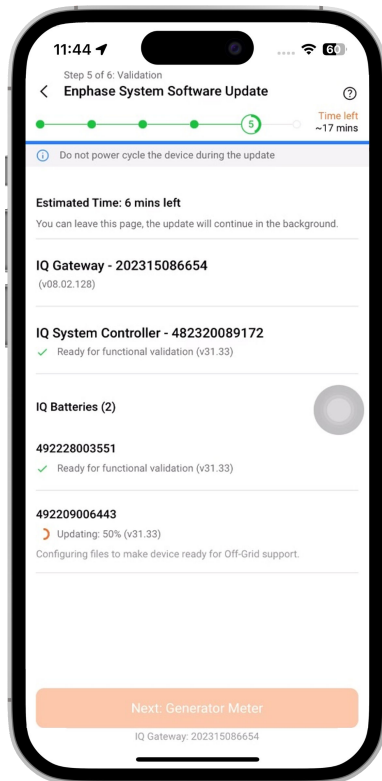 11:44
60
Step 5 of 6: Validation
Enphase System Software Update
5
Time left
~17 mins
Do not power cycle the device during the update
Estimated Time: 6 mins left
You can leave this page, the update will continue in the background.
IQ Gateway - 202315086654
(v08.02.128)
IQ System Controller - 482320089172
Ready for functional validation (v31.33)
IQ Batteries (2)
492228003551
Ready for functional validation (v31.33)
492209006443
Updating: 50% (v31.33)
Configuring files to make device ready for Off-Grid support.
Next: Generator Meter
IQ Gateway: 202315086654